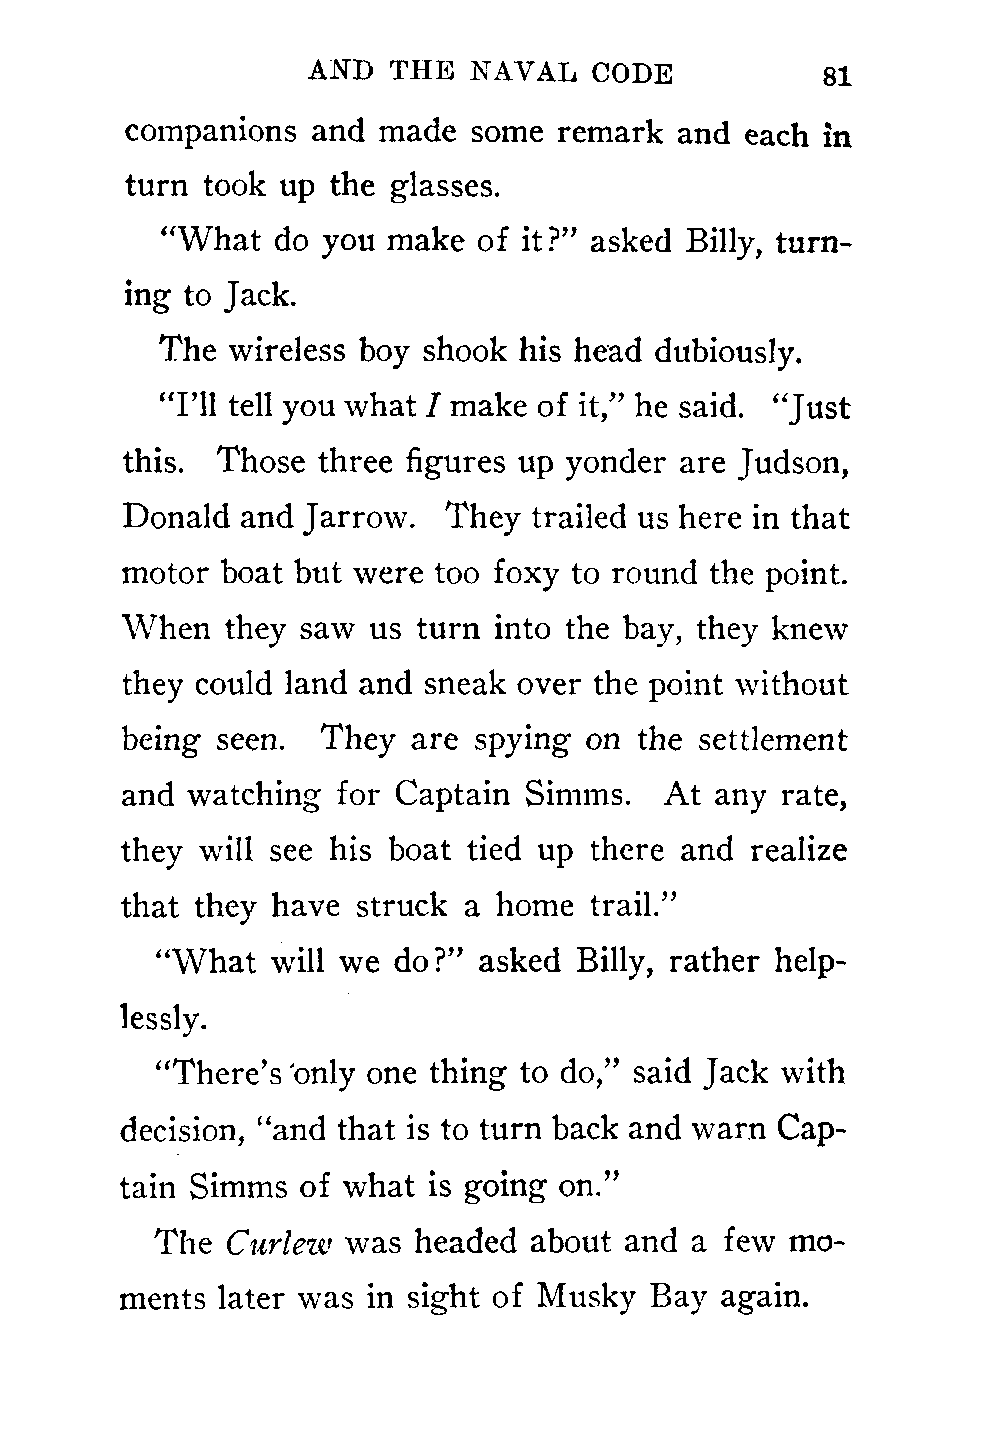 AND THE NAVAL CODE 81
companions and made some remark and each in
turn took up the glasses.
“What do you make of it?” asked Billy, turn-
ing to Jack.
The wireless boy shook his head dubiously.
“I’ll tell you what I make of it,” he said. “Just
this. Those three figures up yonder are Judson,
Donald and Jarrow. They trailed us here in that
motor boat but were too foxy to round the point.
When they saw us turn into the bay, they knew
they could land and sneak over the point without
being seen. They are spying on the settlement
and watching for Captain Simms. At any rate,
they will see his boat tied up there and realize
that they have struck a home trail.”
“What will we do?” asked Billy, rather help-
lessly.
“There’s only one thing to do,” said Jack with
decision, “and that is to turn back and warn Cap-
tain Simms of what is going on.”
The Curlew was headed about and a few mo-
ments later was in sight of Musky Bay again.